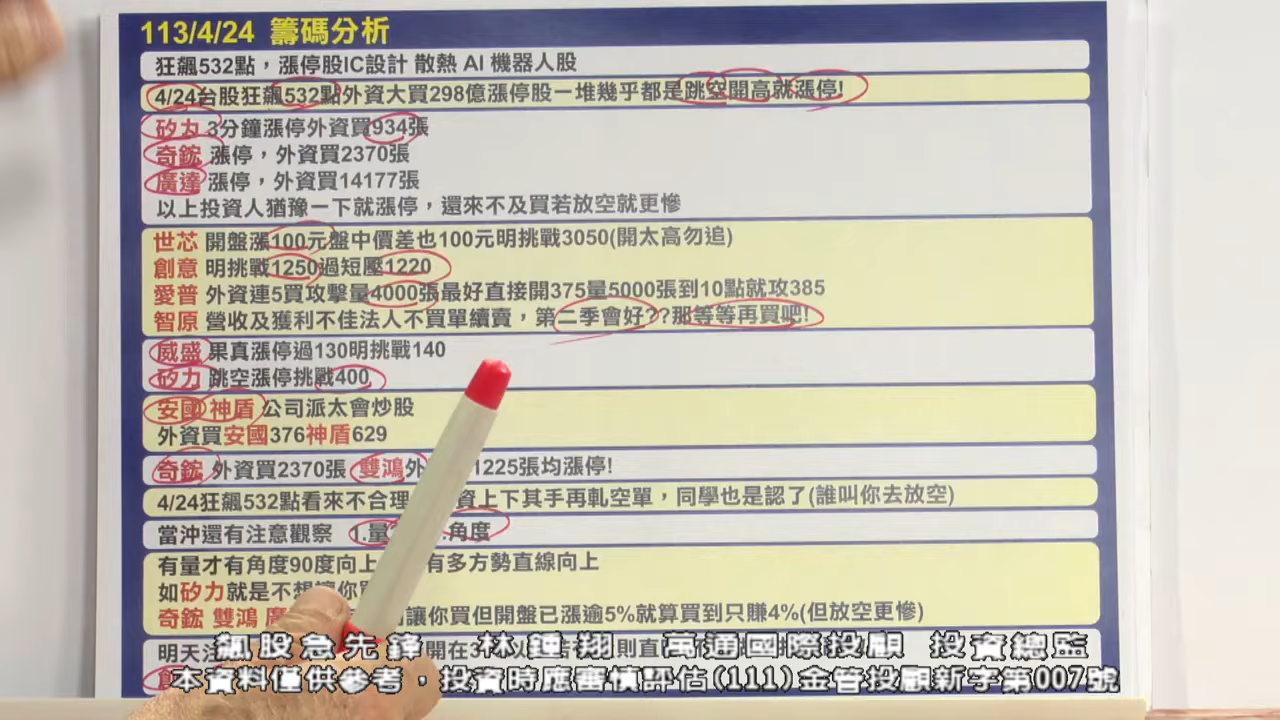 113/4/24 籌碼分析
狂飆532點，漲停股IC設計 散熱 AI 機器人股
4/24台股狂飆532點外資大買298億漲停股一堆幾乎都是跳空開高就漲停!
矽力 3分鐘漲停外資買934張
奇鋐 漲停，外資買2370張
廣達 漲停，外資買14177張
以上投資人猶豫一下就漲停，還來不及買若放空就更慘
世芯 開盤漲100元盤中價差也100元明挑戰3050(開太高勿追)
創意 明挑戰1250過短壓1220
愛普 外資連5買攻擊量4000張最好直接開375量5000張到10點就攻385
智原 營收及獲利不佳法人不買單續賣，第二季會好??那等等再買吧!
威盛 果真漲停過130明挑戰140
矽力 跳空漲停挑戰400
安國 神盾 公司派太會炒股
外資買安國376神盾629
奇鋐 外資買2370張 雙鴻外 1225張均漲停!
4/24狂飆532點看來不合理 資上下其手再軋空單，同學也是認了(誰叫你去放空)
當沖還有注意觀察 1.量 角度
有量才有角度90度向上 有多方勢直線向上
如矽力就是不想讓你
奇鋐 雙鴻 廣 讓你買但開盤已漲逾5%就算買到只賺4%(但放空更慘)
明天 開在3 以 則直
飆股急先鋒 林鍾翔 萬通國際投顧 投資總監
本資料僅供參考，投資時應審慎評估(111)金管投顧新字第007號